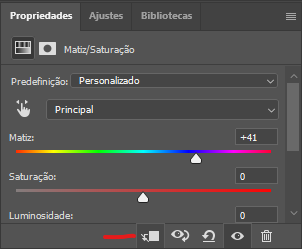 Propriedades Ajustes Bibliotecas
Matiz/Saturação
Predefinição: Personalizado
Principal
Matiz: +41
Saturação: 0
Luminosidade: 0